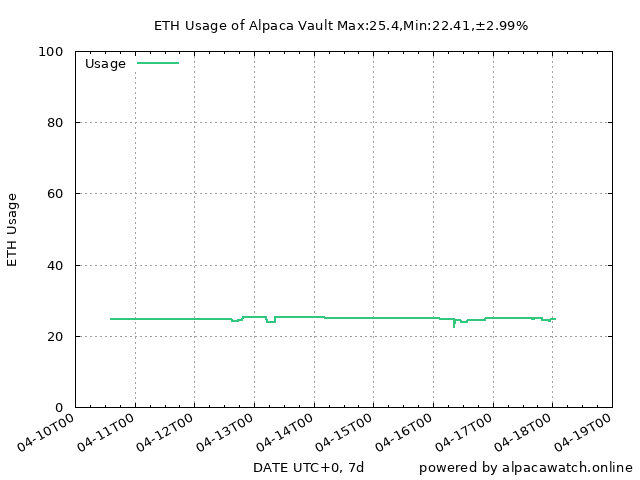 ETH Usage of Alpaca Vault Max:25.4,Min:22.41,±2.99%
Usage
100
80
60
40
20
0
ETH Usage
04-10T00
04-11T00
04-12T00
04-13T00
04-14T00
04-15T00
04-16T00
04-17T00
04-18T00
04-19T00
DATE UTC+0, 7d
powered by alpacawatch.online